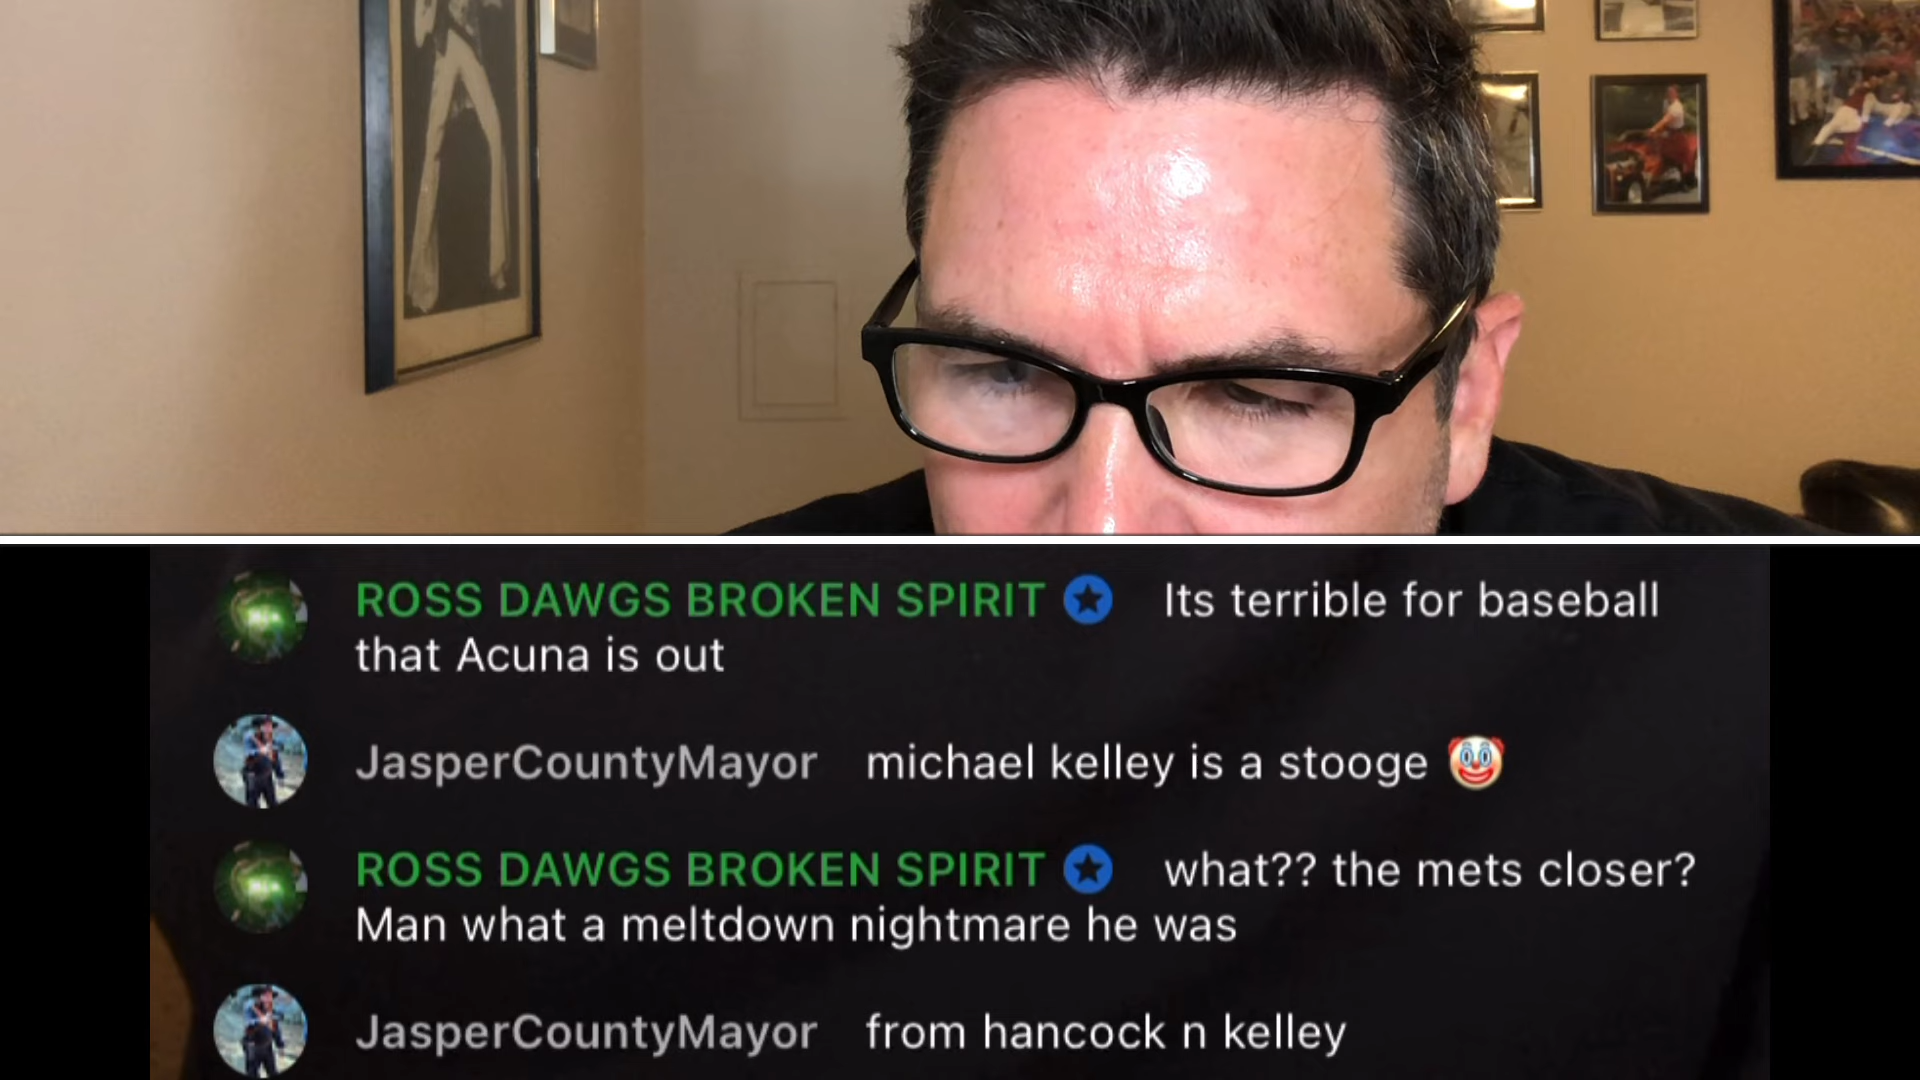 ROSS DAWGS BROKEN SPIRIT Its terrible for baseball
that Acuna is out
JasperCountyMayor michael kelley is a stooge 🤡
ROSS DAWGS BROKEN SPIRIT what?? the mets closer?
Man what a meltdown nightmare he was
JasperCountyMayor from hancock n kelley